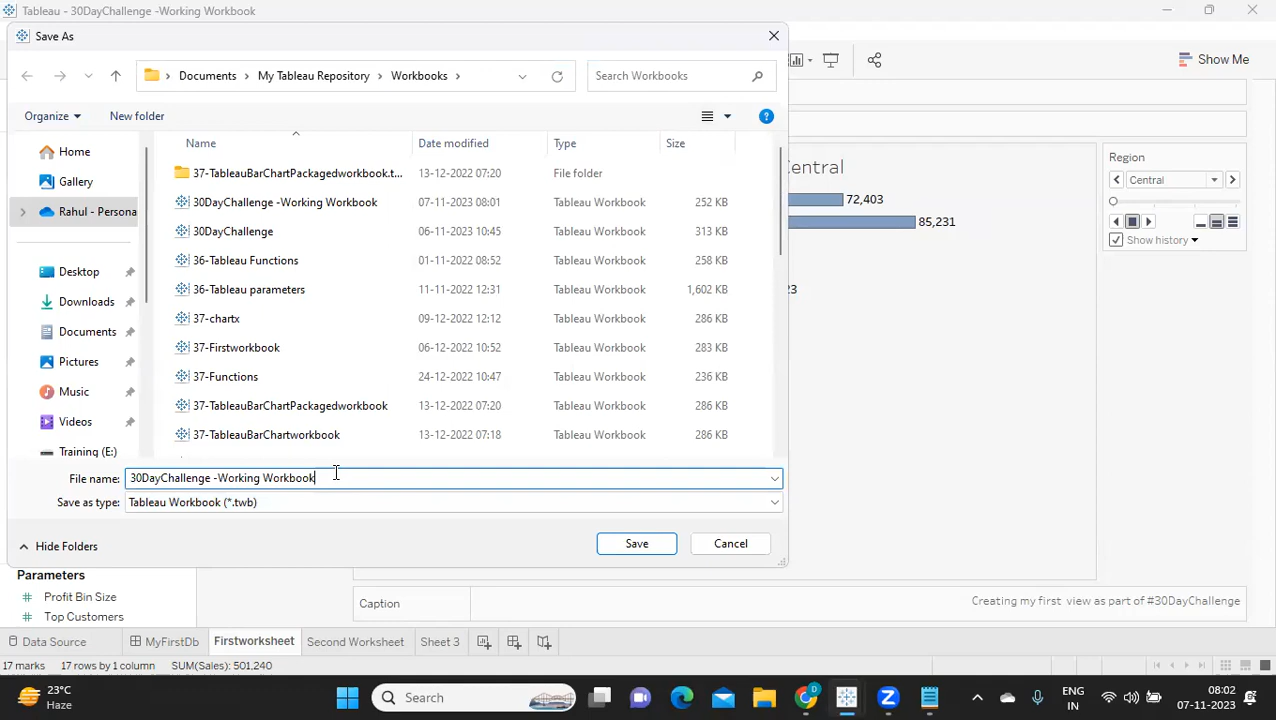 Tableau - 30DayChallenge -Working Workbook
Save As
Documents
My Tableau Repository
Workbooks
Search Workbooks
Show Me
Organize
New folder
Name
Date modified
Type
Size
Home
Gallery
Rahul - Persona
Desktop
Downloads
Documents
Pictures
Music
Videos
Training (E:)
37-TableauBarChartPackagedworkbook.t... 13-12-2022 07:20 File folder
30DayChallenge -Working Workbook 07-11-2023 08:01 Tableau Workbook 252 KB
30DayChallenge 06-11-2023 10:45 Tableau Workbook 313 KB
36-Tableau Functions 01-11-2022 08:52 Tableau Workbook 258 KB
36-Tableau parameters 11-11-2022 12:31 Tableau Workbook 1,602 KB
37-chartx 09-12-2022 12:12 Tableau Workbook 286 KB
37-Firstworkbook 06-12-2022 10:52 Tableau Workbook 283 KB
37-Functions 24-12-2022 10:47 Tableau Workbook 236 KB
37-TableauBarChartPackagedworkbook 13-12-2022 07:20 Tableau Workbook 286 KB
37-TableauBarChartworkbook 13-12-2022 07:18 Tableau Workbook 286 KB
File name: 30DayChallenge -Working Workbook
Save as type: Tableau Workbook (*.twb)
Hide Folders
Save
Cancel
Central
72,403
85,231
23
Region
Central
Show history
Parameters
Profit Bin Size
Top Customers
Caption
Creating my first view as part of #30DayChallenge
Data Source
MyFirstDb
Firstworksheet
Second Worksheet
Sheet 3
17 marks 17 rows by 1 column SUM(Sales): 501,240
23°C
Haze
Search
ENG
IN
08:02
07-11-2023